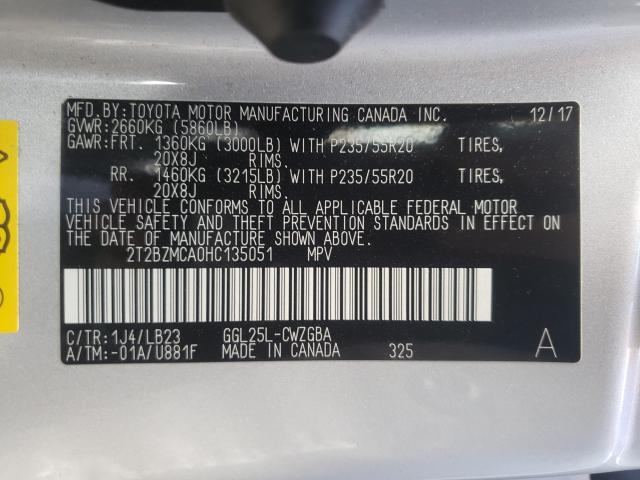 MFD.BY:TOYOTA MOTOR MANUFACTURING CANADA INC. 12/17
GVWR:2660KG (5860LB)
GAWR:FRT. 1360KG (3000LB) WITH P235/55R20 TIRES,
20X8J RIMS.
RR. 1460KG (3215LB) WITH P235/55R20 TIRES,
20X8J RIMS.
THIS VEHICLE CONFORMS TO ALL APPLICABLE FEDERAL MOTOR
VEHICLE SAFETY AND THEFT PREVENTION STANDARDS IN EFFECT ON
THE DATE OF MANUFACTURE SHOWN ABOVE.
2T2BZMCA0HC135051 MPV
C/TR:1J4/LB23 GGL25L-CWZGBA
A/TM:-01A/U881F MADE IN CANADA 325 A